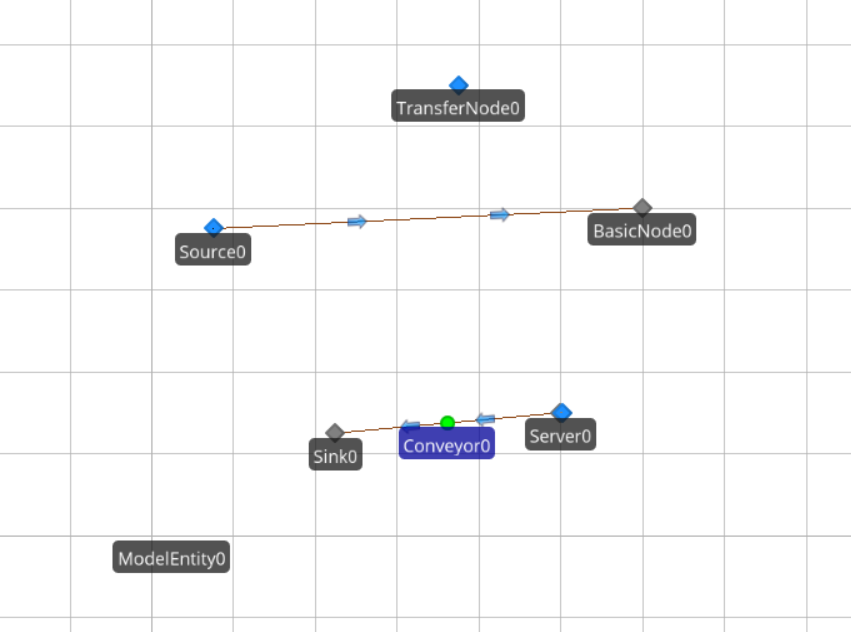 TransferNode0
Source0
BasicNode0
Conveyor0
Server0
Sink0
ModelEntity0